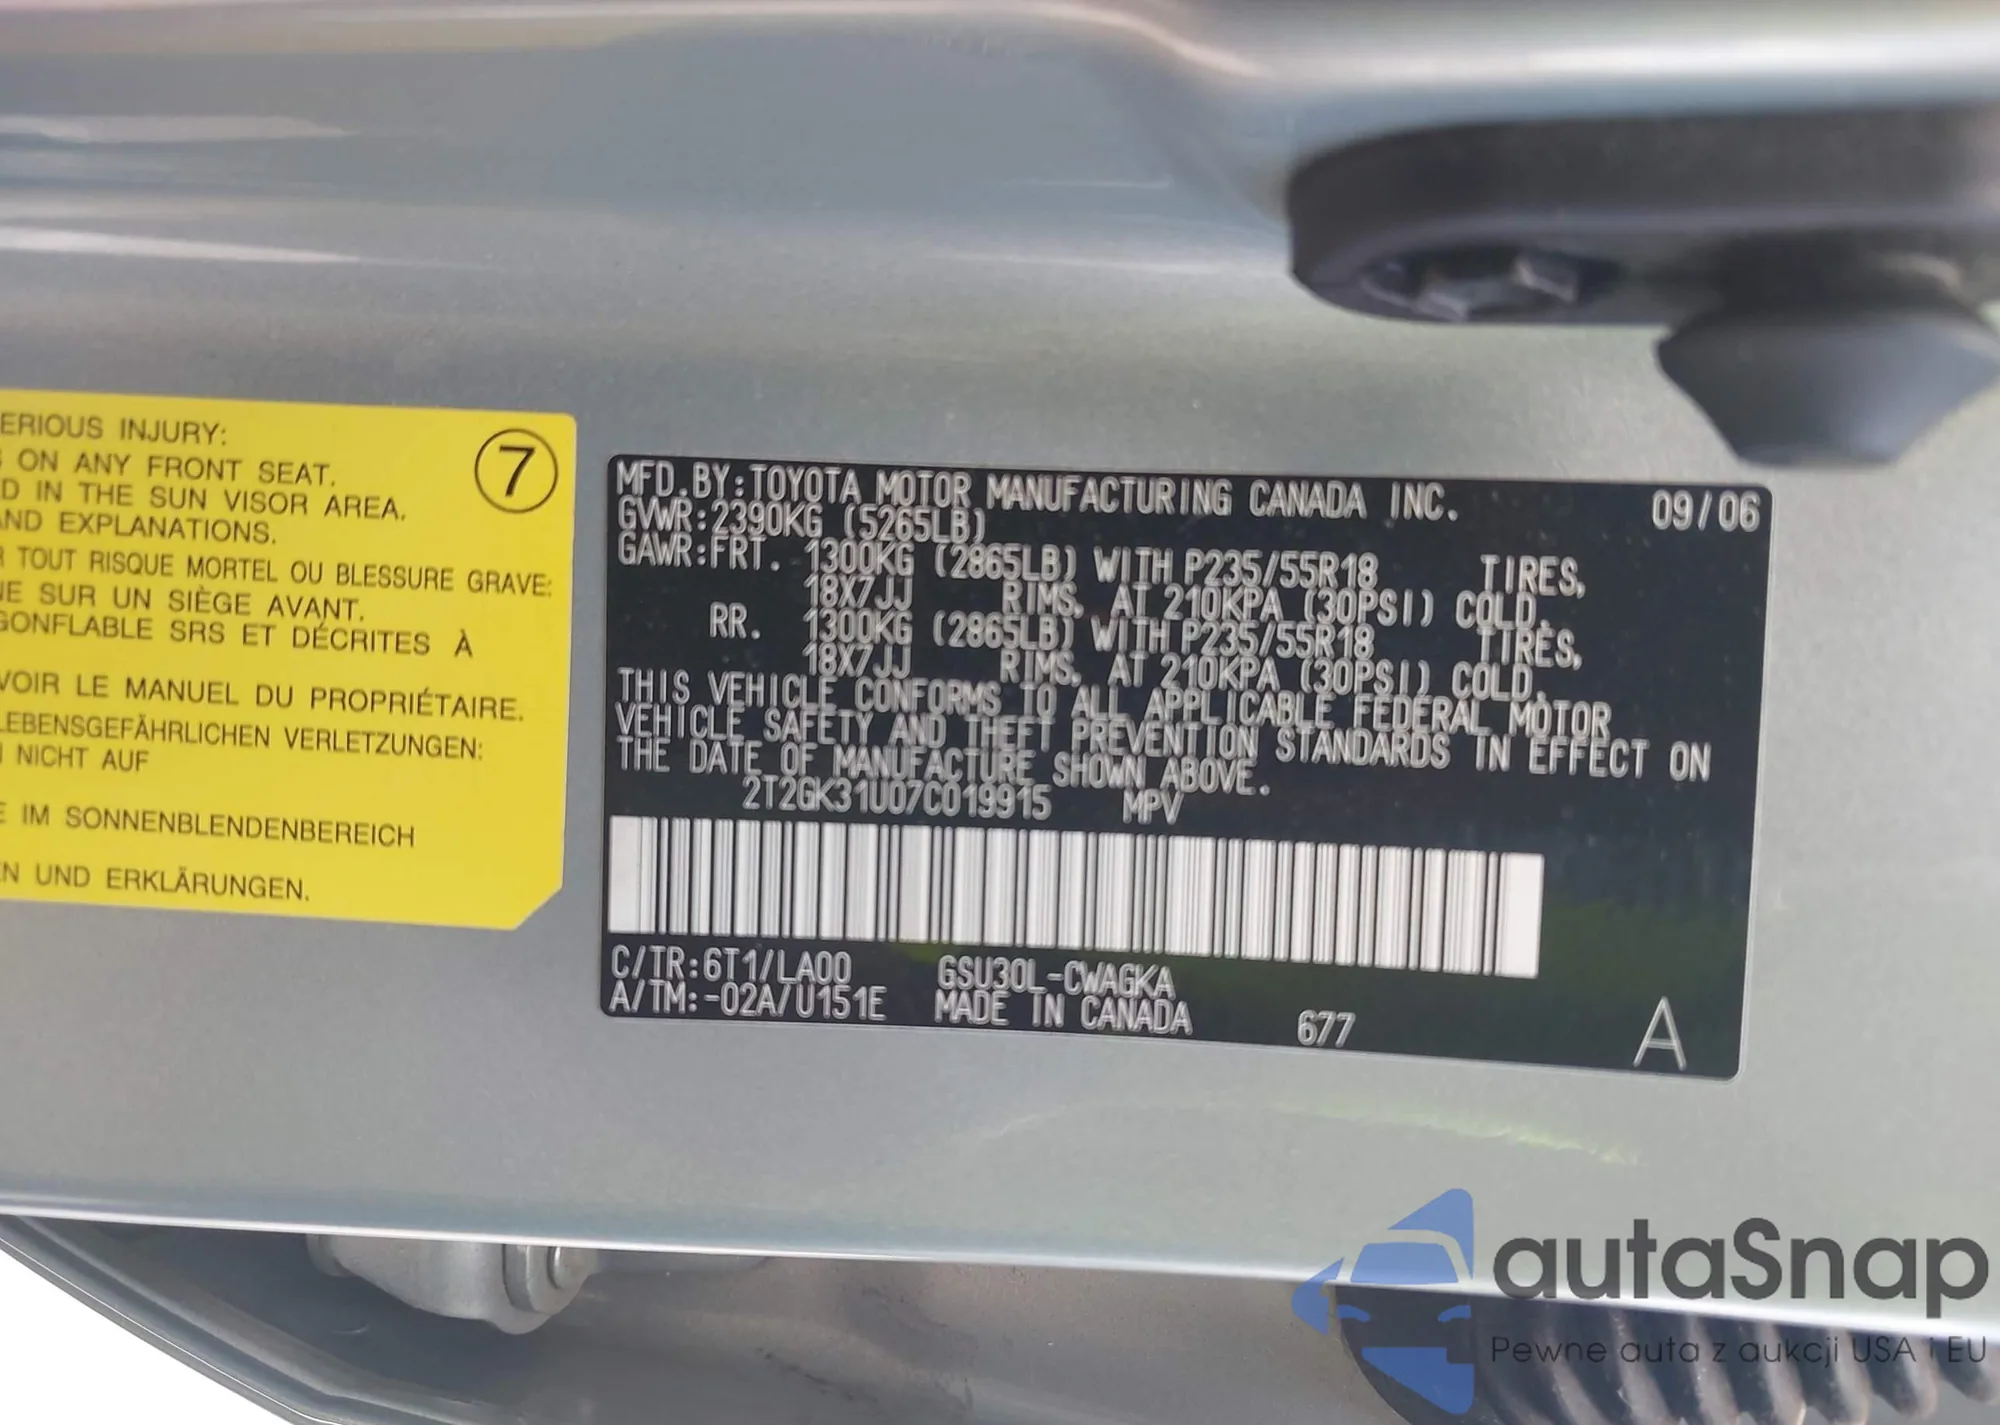 ERIOUS INJURY:
S ON ANY FRONT SEAT.
D IN THE SUN VISOR AREA.
AND EXPLANATIONS.
R TOUT RISQUE MORTEL OU BLESSURE GRAVE:
NE SUR UN SIÈGE AVANT.
GONFLABLE SRS ET DÉCRITES À
VOIR LE MANUEL DU PROPRIÉTAIRE.
LEBENSGEFÄHRLICHEN VERLETZUNGEN:
NICHT AUF
E IM SONNENBLENDENBEREICH
EN UND ERKLÄRUNGEN.
7
MFD.BY:TOYOTA MOTOR MANUFACTURING CANADA INC. 09/06
GVWR:2390KG (5265LB)
GAWR:FRT. 1300KG (2865LB) WITH P235/55R18 TIRES,
18X7JJ RIMS, AT 210KPA (30PSI) COLD.
RR. 1300KG (2865LB) WITH P235/55R18 TIRES,
18X7JJ RIMS, AT 210KPA (30PSI) COLD.
THIS VEHICLE CONFORMS TO ALL APPLICABLE FEDERAL MOTOR
VEHICLE SAFETY AND THEFT PREVENTION STANDARDS IN EFFECT ON
THE DATE OF MANUFACTURE SHOWN ABOVE.
2T2GK31U07C019915 MPV
C/TR:6T1/LA00 GSU30L-CWAGKA
A/TM:-02A/U151E MADE IN CANADA 677 A
autaSnap
Pewne auta z aukcji USA i EU